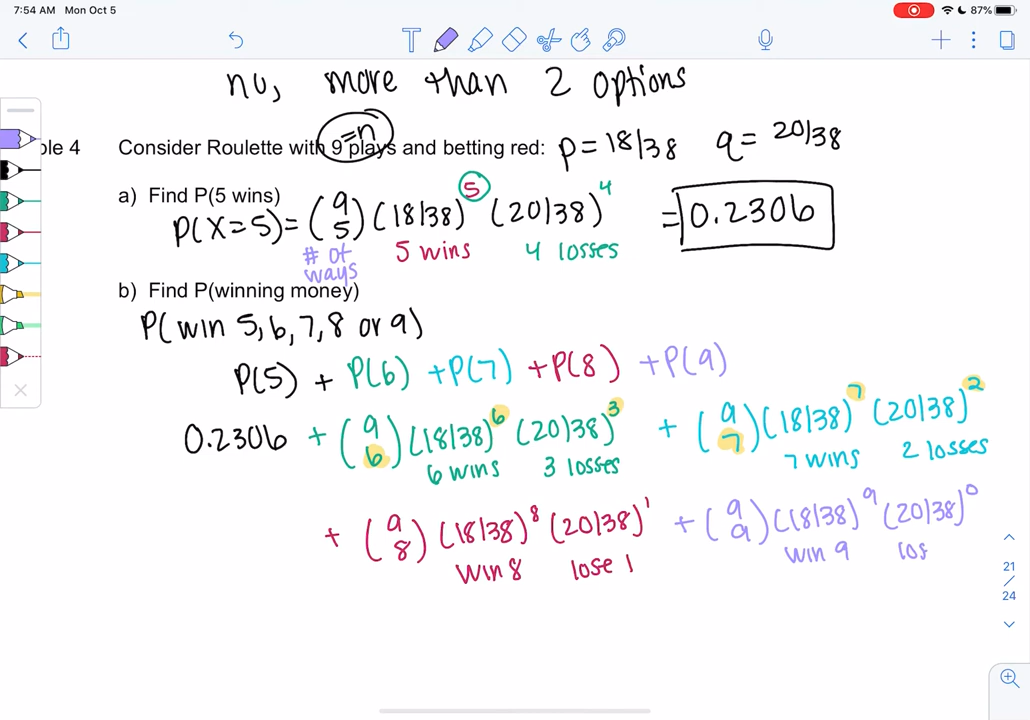 7:54 AM Mon Oct 5
87%
no, more than 2 options
=n
ple 4 Consider Roulette with 9 plays and betting red: p = 18/38 q = 20/38
a) Find P(5 wins)
P(X=5) = (9 5) (18/38)^5 (20/38)^4 = 0.2306
# of ways 5 wins 4 losses
b) Find P(winning money)
P(win 5, 6, 7, 8 or 9)
P(5) + P(6) + P(7) + P(8) + P(9)
0.2306 + (9 6) (18/38)^6 (20/38)^3 + (9 7) (18/38)^7 (20/38)^2
6 wins 3 losses 7 wins 2 losses
+ (9 8) (18/38)^8 (20/38)^1 + (9 9) (18/38)^9 (20/38)^0
win 8 lose 1 win 9 los
21
/
24